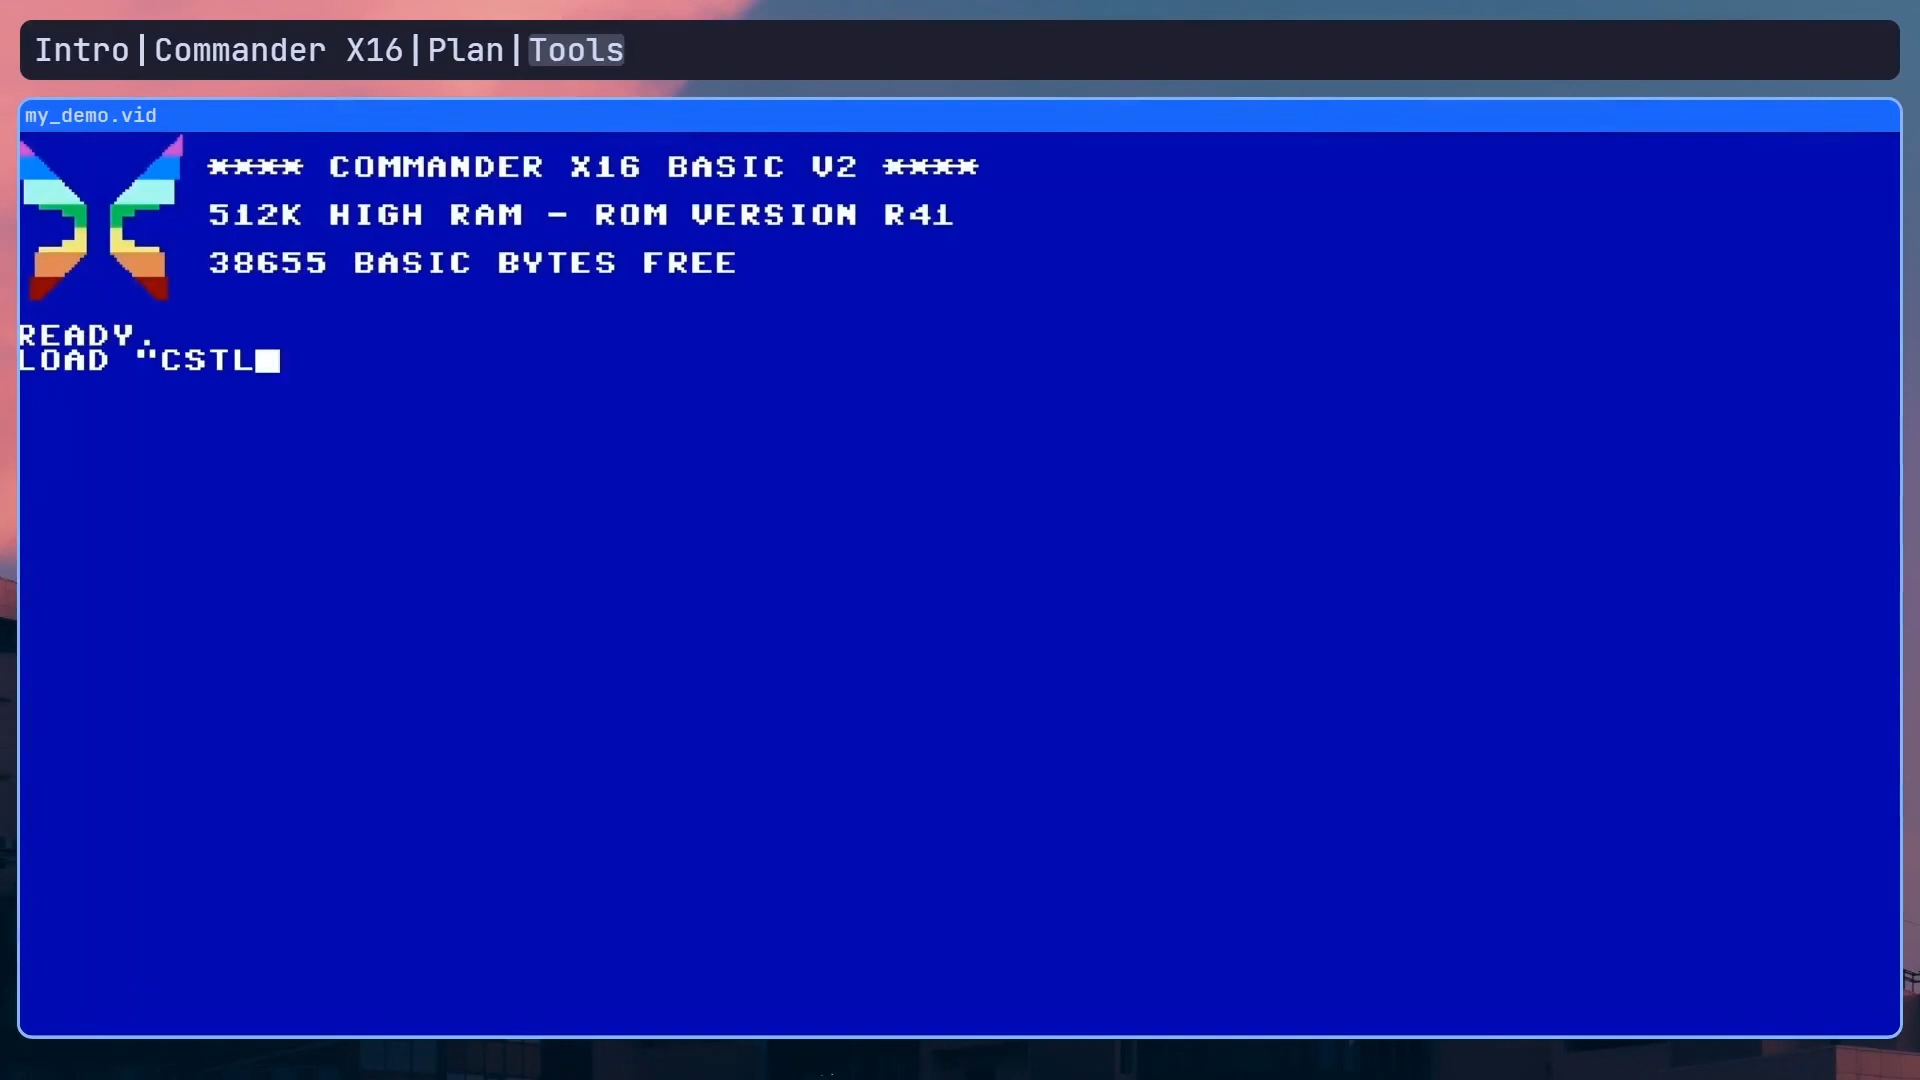 Intro|Commander X16|Plan|Tools
my_demo.vid
**** COMMANDER X16 BASIC V2 ****
512K HIGH RAM - ROM VERSION R41
38655 BASIC BYTES FREE
READY.
LOAD "CSTL